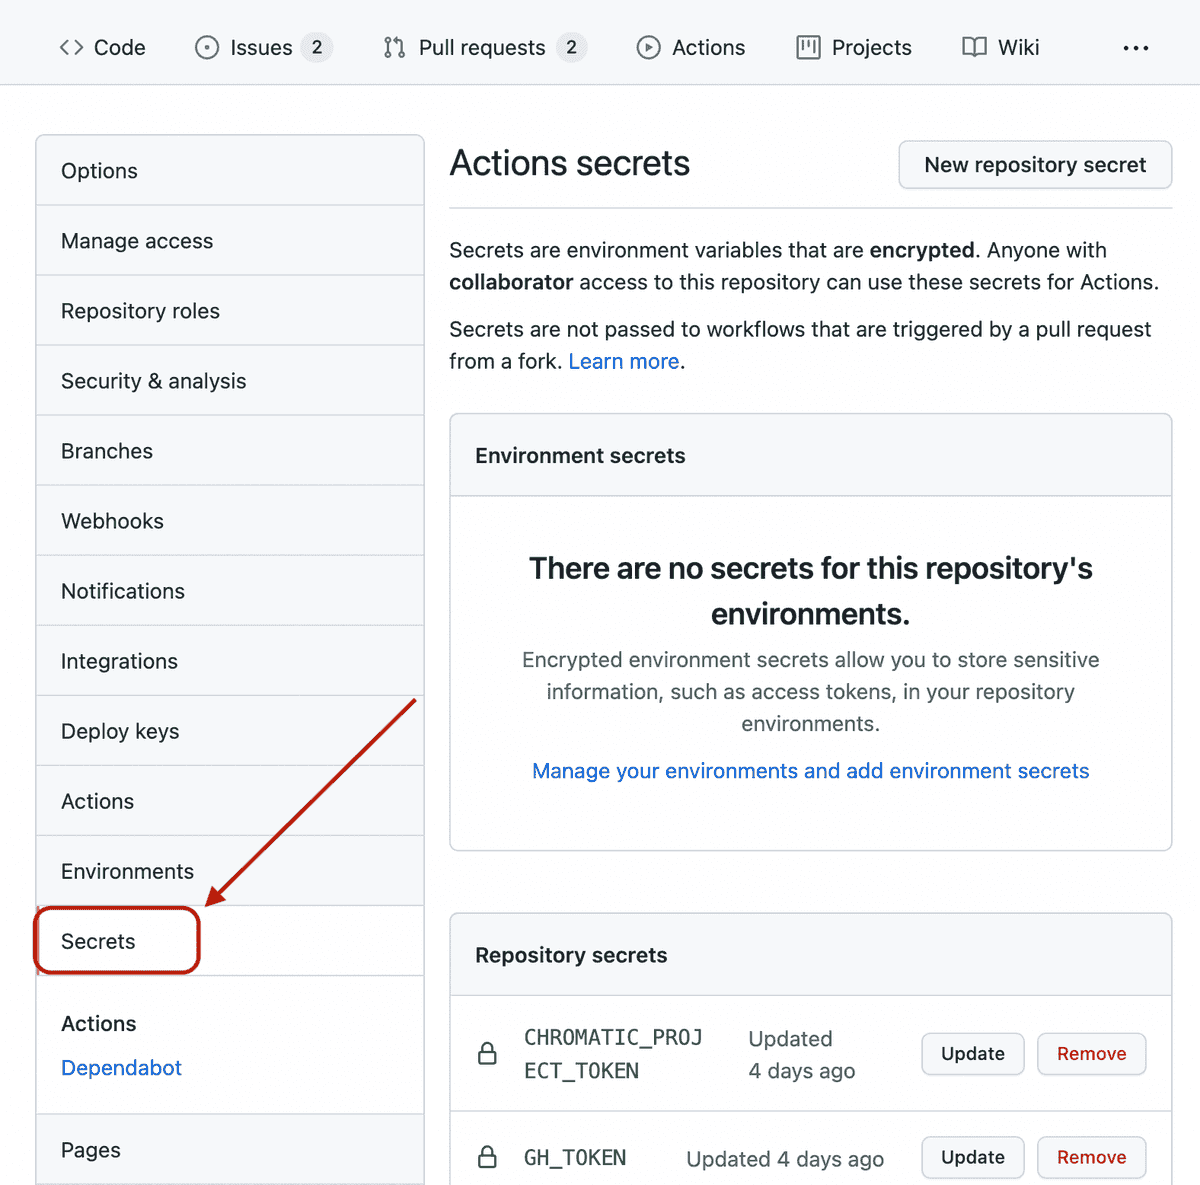 Code Issues 2 Pull requests 2 Actions Projects Wiki
Options
Manage access
Repository roles
Security & analysis
Branches
Webhooks
Notifications
Integrations
Deploy keys
Actions
Environments
Secrets
Actions
Dependabot
Pages
Actions secrets
New repository secret
Secrets are environment variables that are encrypted. Anyone with
collaborator access to this repository can use these secrets for Actions.
Secrets are not passed to workflows that are triggered by a pull request
from a fork. Learn more.
Environment secrets
There are no secrets for this repository's
environments.
Encrypted environment secrets allow you to store sensitive
information, such as access tokens, in your repository
environments.
Manage your environments and add environment secrets
Repository secrets
CHROMATIC_PROJ
ECT_TOKEN
Updated
4 days ago
Update
Remove
GH_TOKEN
Updated 4 days ago
Update
Remove